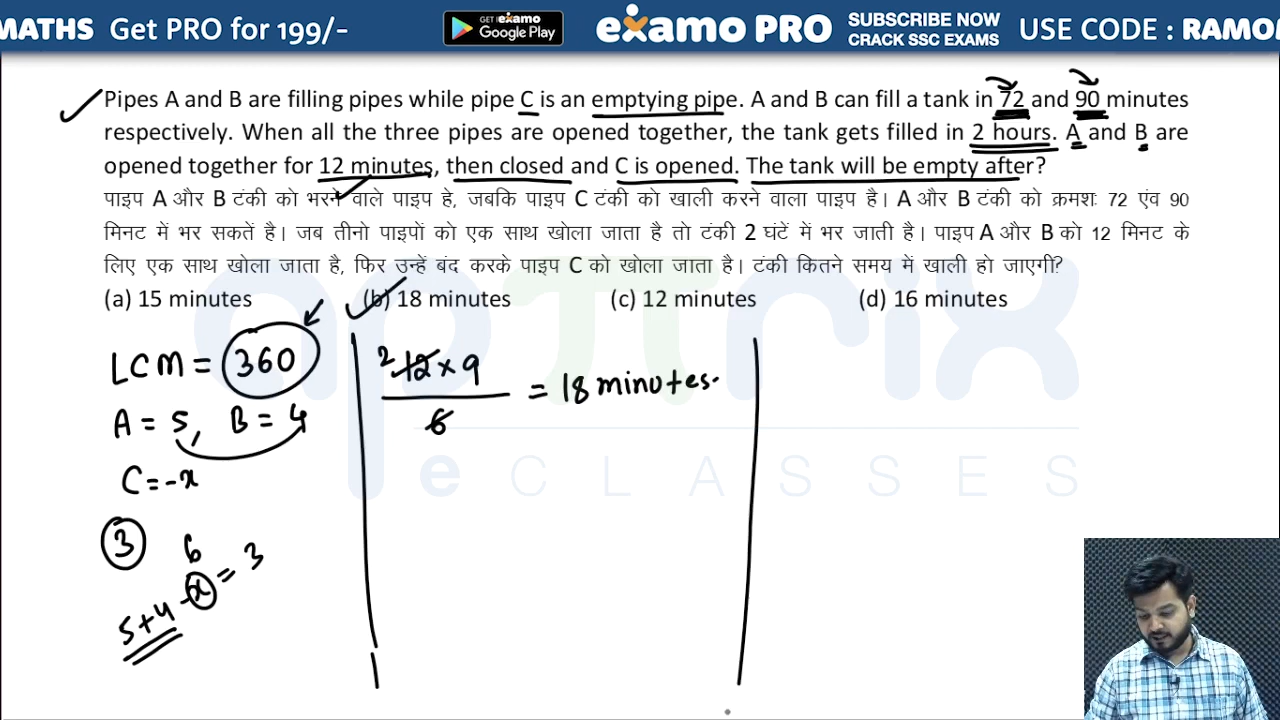 MATHS Get PRO for 199/-
GET IT ON examo
Google Play
examo PRO
SUBSCRIBE NOW
CRACK SSC EXAMS
USE CODE : RAMO
Pipes A and B are filling pipes while pipe C is an emptying pipe. A and B can fill a tank in 72 and 90 minutes
respectively. When all the three pipes are opened together, the tank gets filled in 2 hours. A and B are
opened together for 12 minutes, then closed and C is opened. The tank will be empty after?
पाइप A और B टंकी को भरने वाले पाइप हे, जबकि पाइप C टंकी को खाली करने वाला पाइप है। A और B टंकी को क्रमशः 72 एंव 90
मिनट में भर सकतें है। जब तीनो पाइपों को एक साथ खोला जाता है तो टंकी 2 घंटें में भर जाती है। पाइप A और B को 12 मिनट के
लिए एक साथ खोला जाता है, फिर उन्हें बंद करके पाइप C को खोला जाता है। टंकी कितने समय में खाली हो जाएगी?
(a) 15 minutes (b) 18 minutes (c) 12 minutes (d) 16 minutes
LCM = 360
A = 5, B = 4
C = -x
3
6
5+4-x = 3
2 12 × 9
6
= 18 minutes.
apπrix
e CLASSES